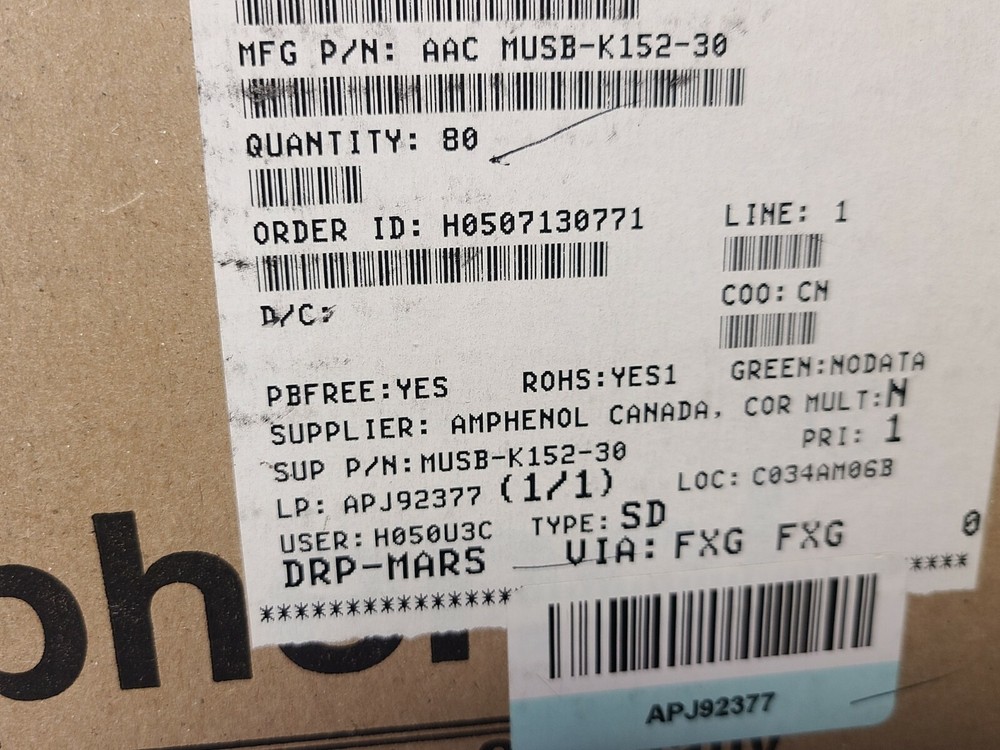 MFG P/N: AAC MUSB-K152-30
QUANTITY: 80
ORDER ID: H0507130771 LINE: 1
D/C: COO: CN
PBFREE:YES ROHS:YES1 GREEN:NODATA
SUPPLIER: AMPHENOL CANADA, COR MULT:N
SUP P/N:MUSB-K152-30 PRI: 1
LP: APJ92377 (1/1) LOC: C034AM06B
USER: H050U3C TYPE: SD
DRP-MARS VIA: FXG FXG 0
APJ92377